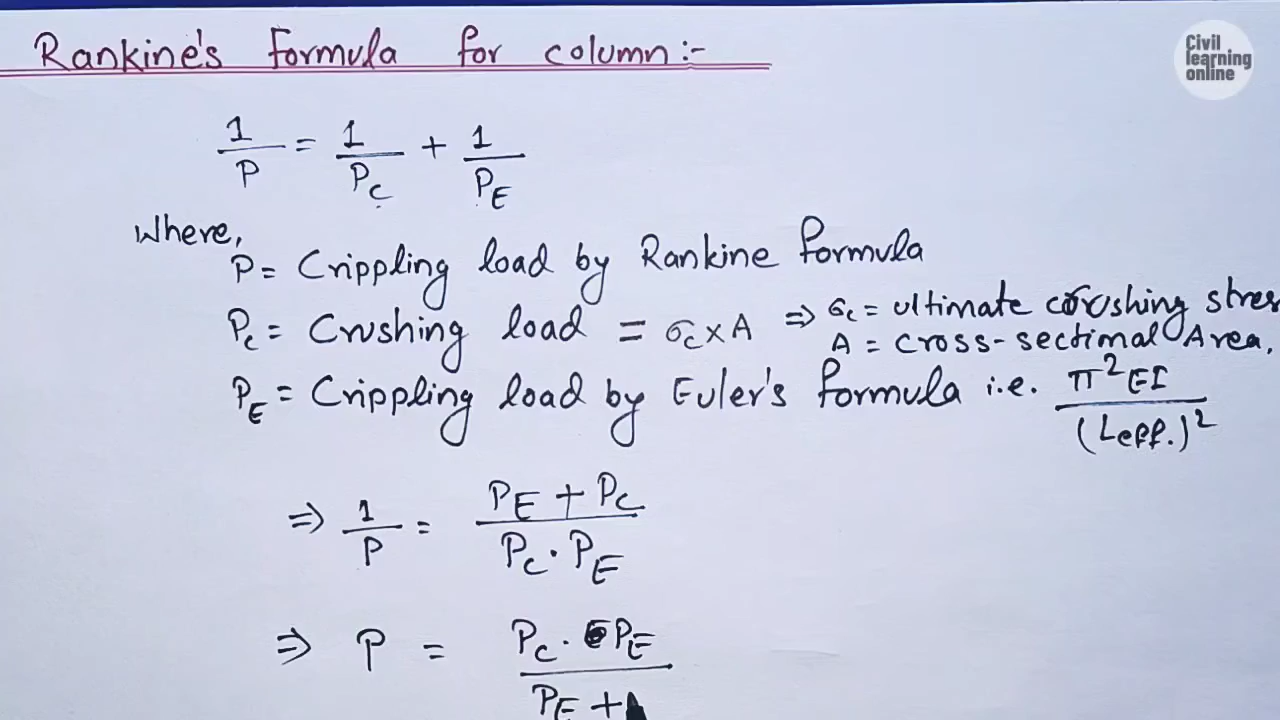 Rankine's Formula for column:-
Civil
learning
online
1/P = 1/Pc + 1/PE
Where,
P = Crippling load by Rankine Formula
Pc = Crushing load = σc x A ⇒ σc = ultimate crushing stres
A = cross-sectional Area,
PE = Crippling load by Euler's Formula i.e. π²EI/(Leff.)²
⇒ 1/P = PE + Pc / Pc . PE
⇒ P = Pc . PE / PE +